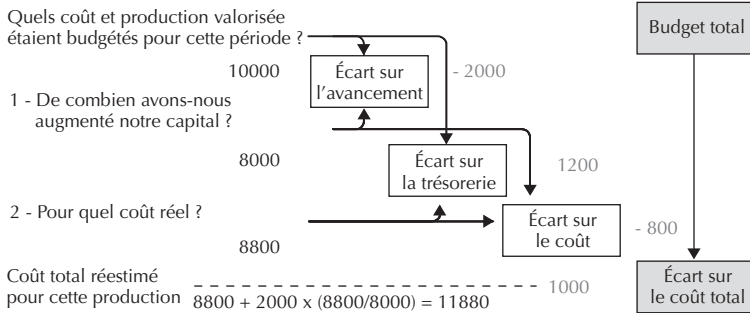 Quels coût et production valorisée
étaient budgétés pour cette période ?
Budget total
10000
Écart sur
l'avancement
- 2000
1 - De combien avons-nous
augmenté notre capital ?
8000
Écart sur
la trésorerie
1200
2 - Pour quel coût réel ?
Écart sur
le coût
- 800
8800
Coût total réestimé
pour cette production
8800 + 2000 x (8800/8000) = 11880
1000
Écart sur
le coût total